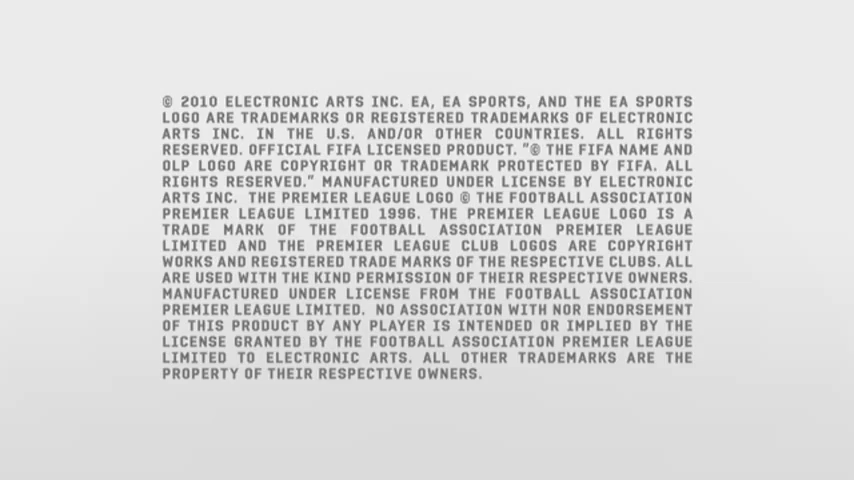 © 2010 ELECTRONIC ARTS INC. EA, EA SPORTS, AND THE EA SPORTS
LOGO ARE TRADEMARKS OR REGISTERED TRADEMARKS OF ELECTRONIC
ARTS INC. IN THE U.S. AND/OR OTHER COUNTRIES. ALL RIGHTS
RESERVED. OFFICIAL FIFA LICENSED PRODUCT. "© THE FIFA NAME AND
OLP LOGO ARE COPYRIGHT OR TRADEMARK PROTECTED BY FIFA. ALL
RIGHTS RESERVED." MANUFACTURED UNDER LICENSE BY ELECTRONIC
ARTS INC. THE PREMIER LEAGUE LOGO © THE FOOTBALL ASSOCIATION
PREMIER LEAGUE LIMITED 1996. THE PREMIER LEAGUE LOGO IS A
TRADE MARK OF THE FOOTBALL ASSOCIATION PREMIER LEAGUE
LIMITED AND THE PREMIER LEAGUE CLUB LOGOS ARE COPYRIGHT
WORKS AND REGISTERED TRADE MARKS OF THE RESPECTIVE CLUBS. ALL
ARE USED WITH THE KIND PERMISSION OF THEIR RESPECTIVE OWNERS.
MANUFACTURED UNDER LICENSE FROM THE FOOTBALL ASSOCIATION
PREMIER LEAGUE LIMITED. NO ASSOCIATION WITH NOR ENDORSEMENT
OF THIS PRODUCT BY ANY PLAYER IS INTENDED OR IMPLIED BY THE
LICENSE GRANTED BY THE FOOTBALL ASSOCIATION PREMIER LEAGUE
LIMITED TO ELECTRONIC ARTS. ALL OTHER TRADEMARKS ARE THE
PROPERTY OF THEIR RESPECTIVE OWNERS.